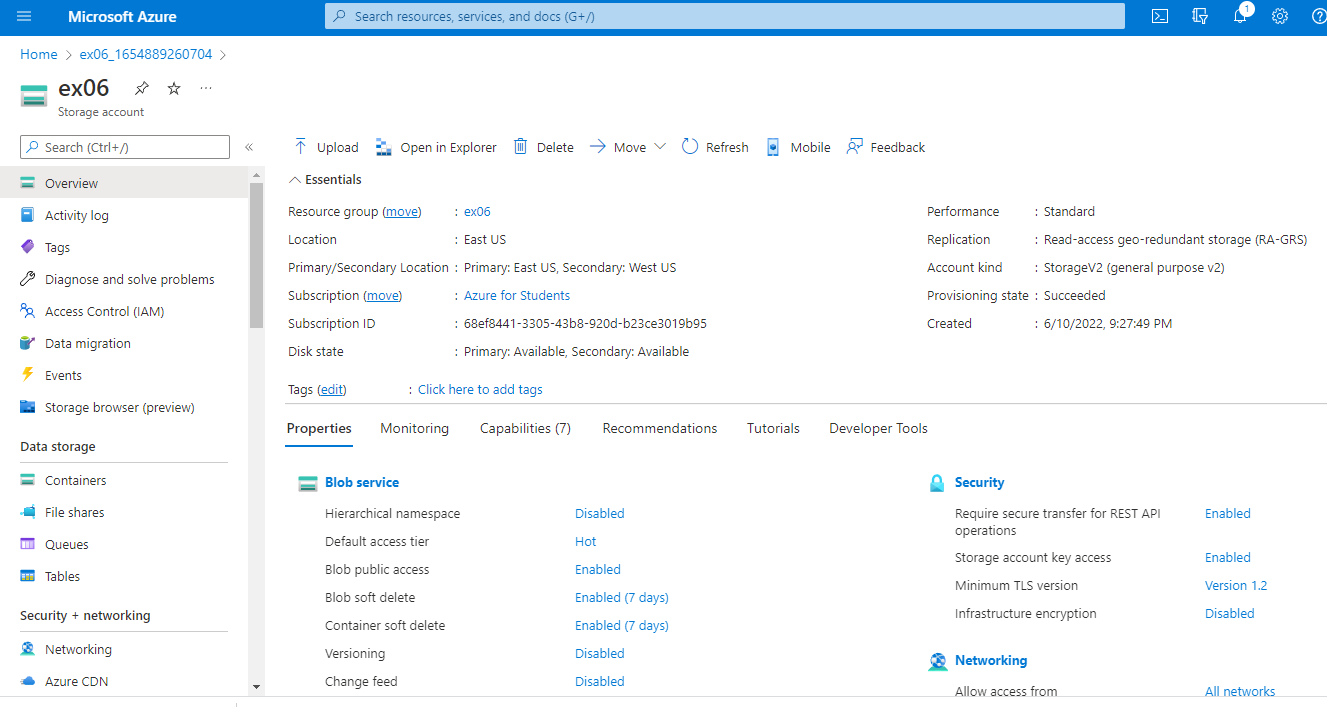 Microsoft Azure
Search resources, services, and docs (G+/)
1
Home > ex06_1654889260704 >
ex06
Storage account
Search (Ctrl+/)
Overview
Activity log
Tags
Diagnose and solve problems
Access Control (IAM)
Data migration
Events
Storage browser (preview)
Data storage
Containers
File shares
Queues
Tables
Security + networking
Networking
Azure CDN
Upload Open in Explorer Delete Move Refresh Mobile Feedback
Essentials
Resource group (move) : ex06
Location : East US
Primary/Secondary Location : Primary: East US, Secondary: West US
Subscription (move) : Azure for Students
Subscription ID : 68ef8441-3305-43b8-920d-b23ce3019b95
Disk state : Primary: Available, Secondary: Available
Performance : Standard
Replication : Read-access geo-redundant storage (RA-GRS)
Account kind : StorageV2 (general purpose v2)
Provisioning state : Succeeded
Created : 6/10/2022, 9:27:49 PM
Tags (edit) : Click here to add tags
Properties Monitoring Capabilities (7) Recommendations Tutorials Developer Tools
Blob service
Hierarchical namespace Disabled
Default access tier Hot
Blob public access Enabled
Blob soft delete Enabled (7 days)
Container soft delete Enabled (7 days)
Versioning Disabled
Change feed Disabled
Security
Require secure transfer for REST API Enabled
operations
Storage account key access Enabled
Minimum TLS version Version 1.2
Infrastructure encryption Disabled
Networking
Allow access from All networks